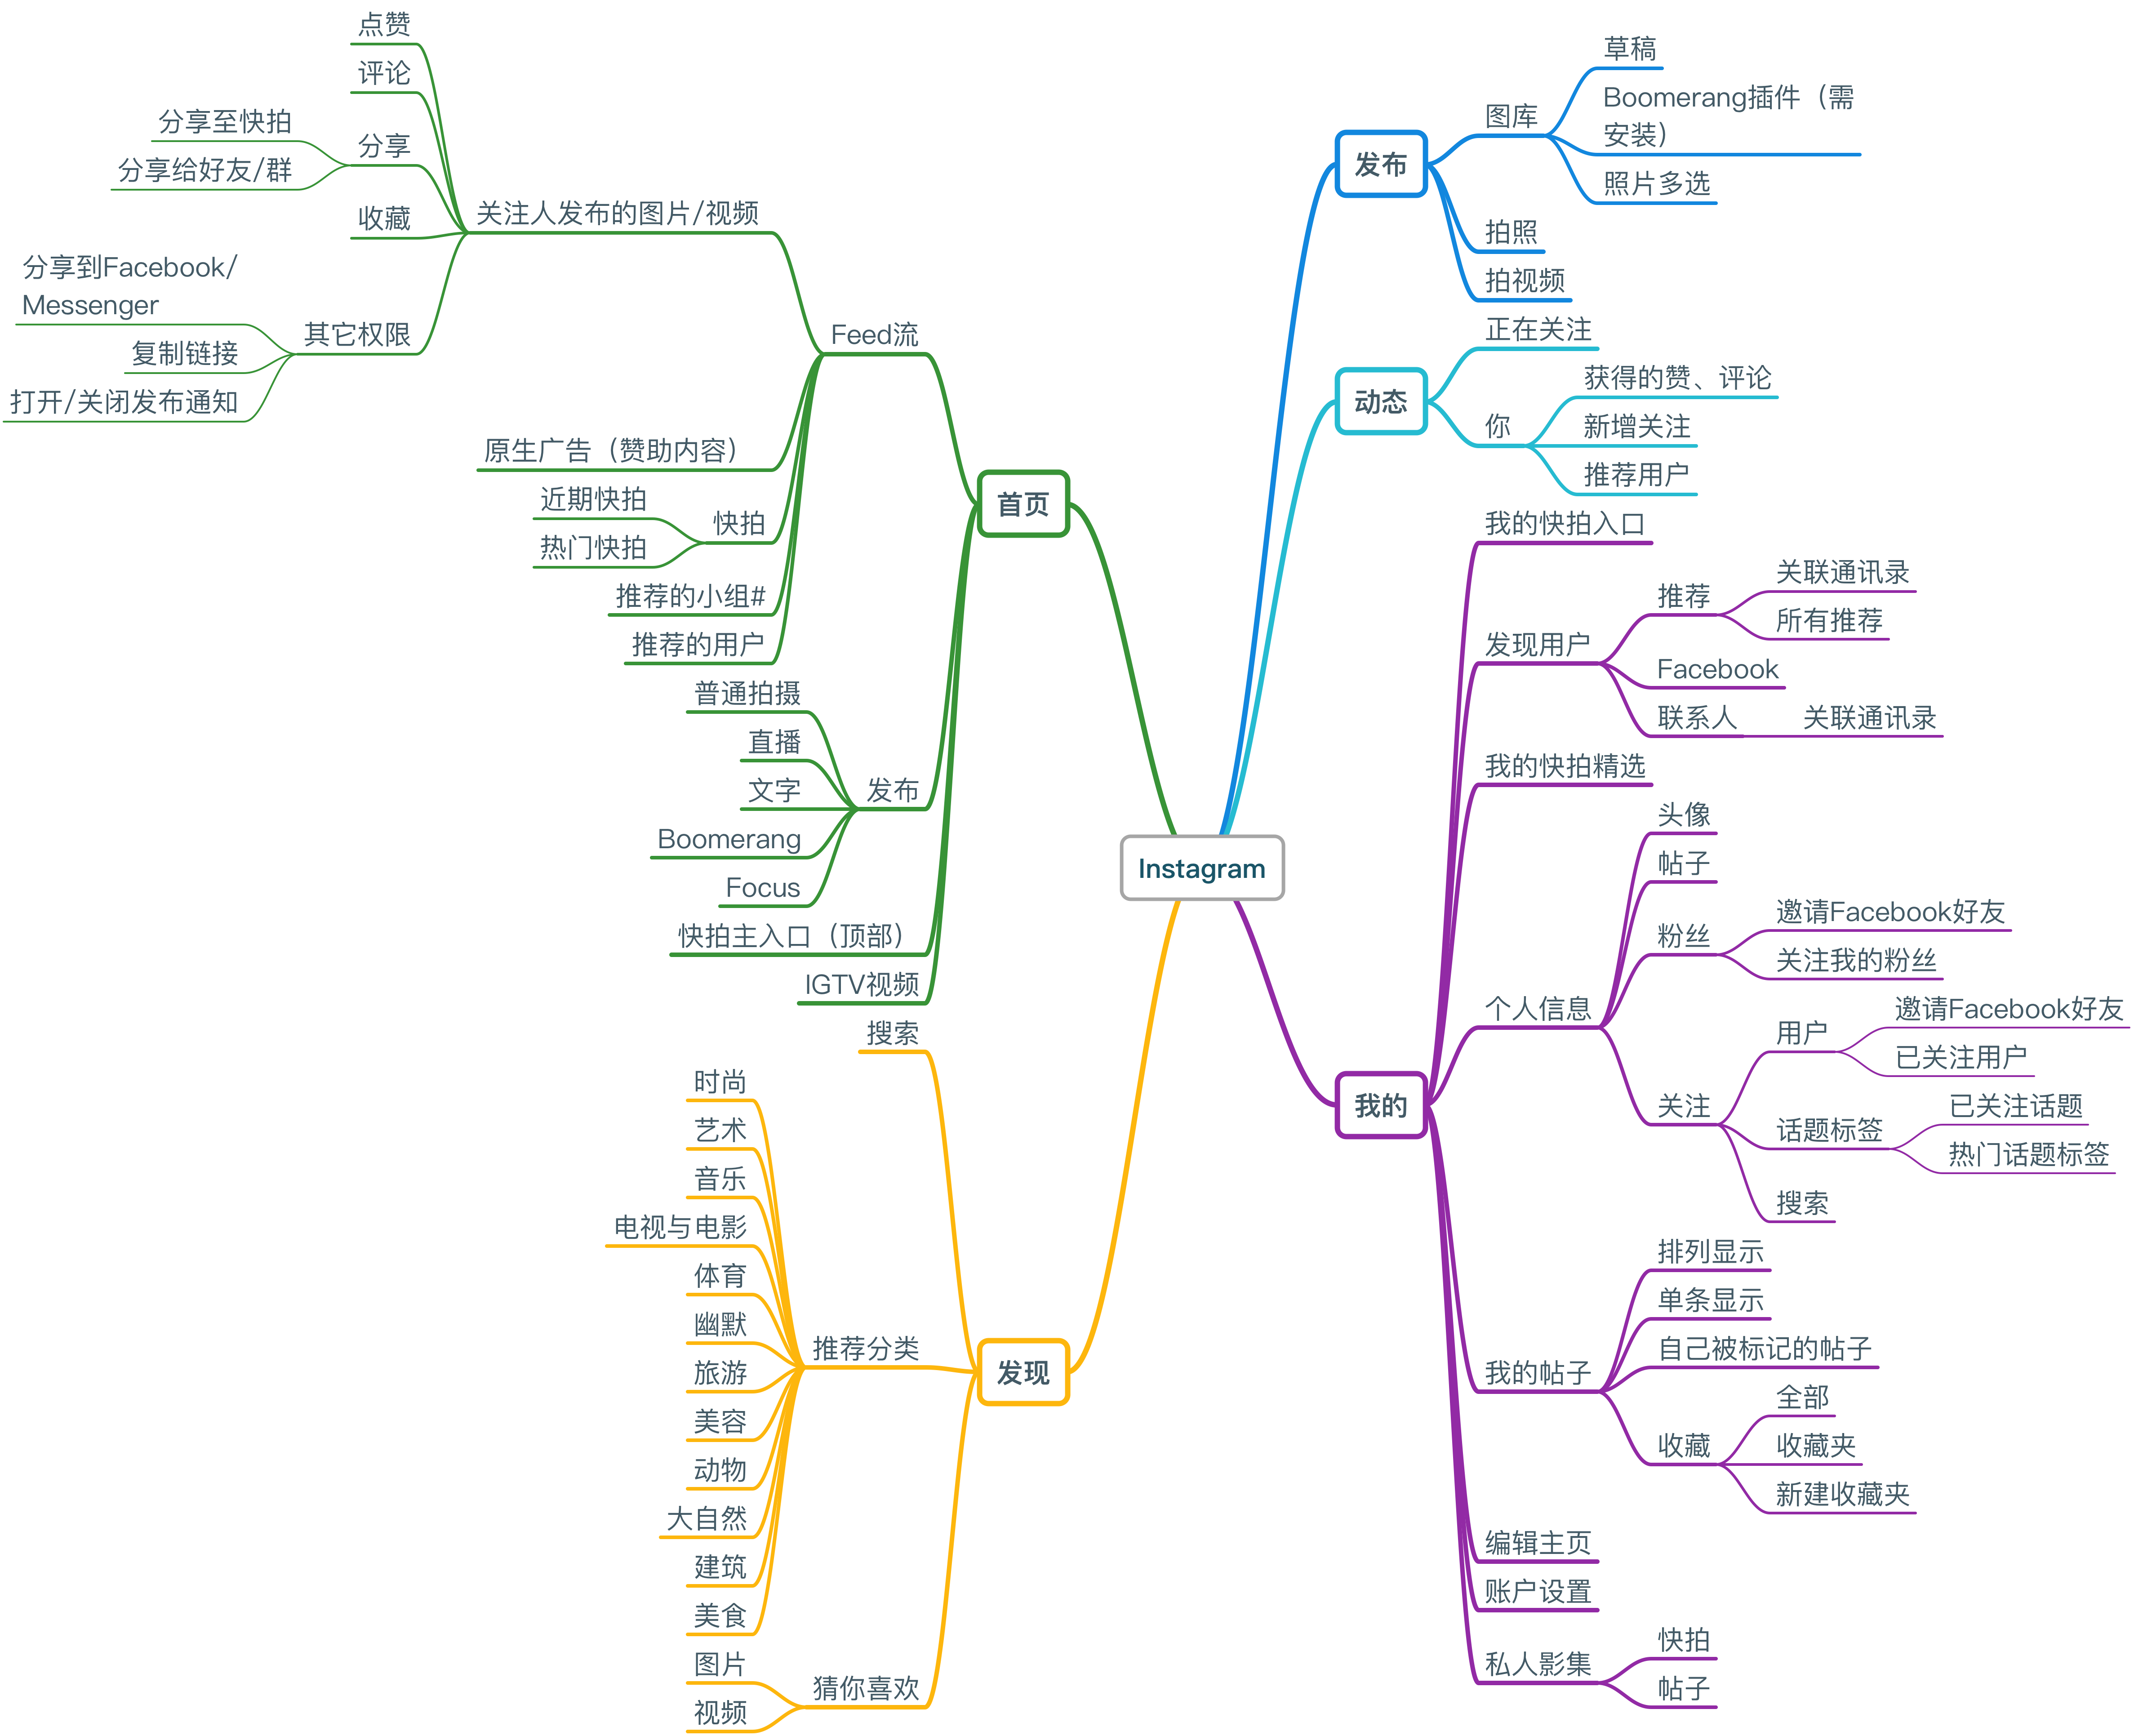 Instagram
首页
Feed流
关注人发布的图片/视频
点赞
评论
分享
分享至快拍
分享给好友/群
收藏
其它权限
分享到Facebook/
Messenger
复制链接
打开/关闭发布通知
原生广告（赞助内容）
快拍
近期快拍
热门快拍
推荐的小组#
推荐的用户
发布
普通拍摄
直播
文字
Boomerang
Focus
快拍主入口（顶部）
IGTV视频
发现
搜索
推荐分类
时尚
艺术
音乐
电视与电影
体育
幽默
旅游
美容
动物
大自然
建筑
美食
猜你喜欢
图片
视频
发布
图库
草稿
Boomerang插件（需
安装）
照片多选
拍照
拍视频
动态
正在关注
你
获得的赞、评论
新增关注
推荐用户
我的
我的快拍入口
发现用户
推荐
关联通讯录
所有推荐
Facebook
联系人
关联通讯录
我的快拍精选
个人信息
头像
帖子
粉丝
邀请Facebook好友
关注我的粉丝
关注
用户
邀请Facebook好友
已关注用户
话题标签
已关注话题
热门话题标签
搜索
我的帖子
排列显示
单条显示
自己被标记的帖子
收藏
全部
收藏夹
新建收藏夹
编辑主页
账户设置
私人影集
快拍
帖子